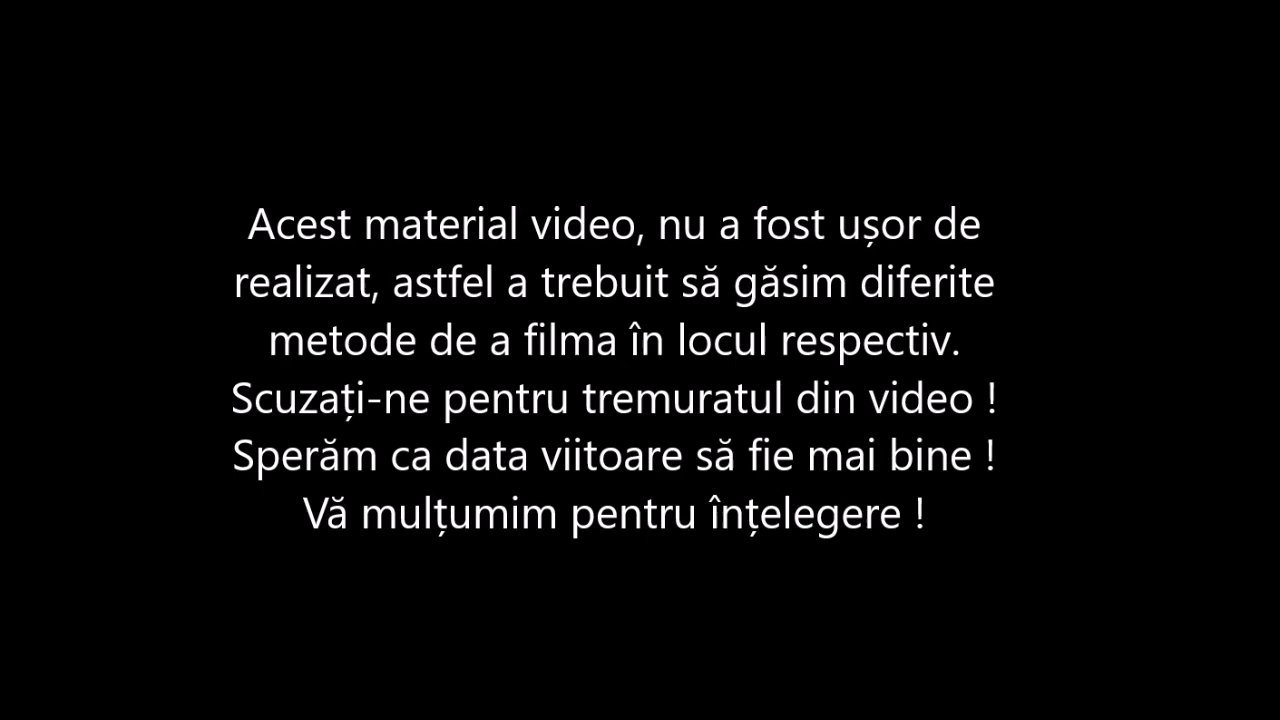 Acest material video, nu a fost ușor de
realizat, astfel a trebuit să găsim diferite
metode de a filma în locul respectiv.
Scuzați-ne pentru tremuratul din video !
Sperăm ca data viitoare să fie mai bine !
Vă mulțumim pentru înțelegere !